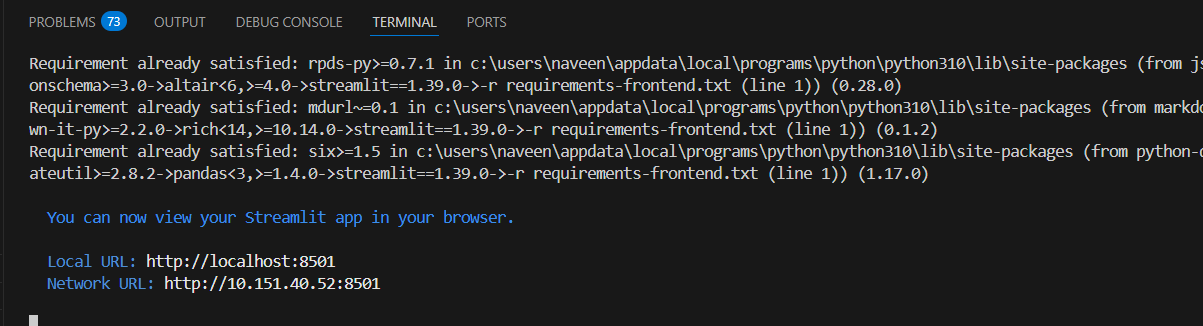 PROBLEMS 73 OUTPUT DEBUG CONSOLE TERMINAL PORTS
Requirement already satisfied: rpds-py>=0.7.1 in c:\users\naveen\appdata\local\programs\python\python310\lib\site-packages (from js
onschema>=3.0->altair<6,>=4.0->streamlit==1.39.0->-r requirements-frontend.txt (line 1)) (0.28.0)
Requirement already satisfied: mdurl~=0.1 in c:\users\naveen\appdata\local\programs\python\python310\lib\site-packages (from markdo
wn-it-py>=2.2.0->rich<14,>=10.14.0->streamlit==1.39.0->-r requirements-frontend.txt (line 1)) (0.1.2)
Requirement already satisfied: six>=1.5 in c:\users\naveen\appdata\local\programs\python\python310\lib\site-packages (from python-d
ateutil>=2.8.2->pandas<3,>=1.4.0->streamlit==1.39.0->-r requirements-frontend.txt (line 1)) (1.17.0)
You can now view your Streamlit app in your browser.
Local URL: http://localhost:8501
Network URL: http://10.151.40.52:8501